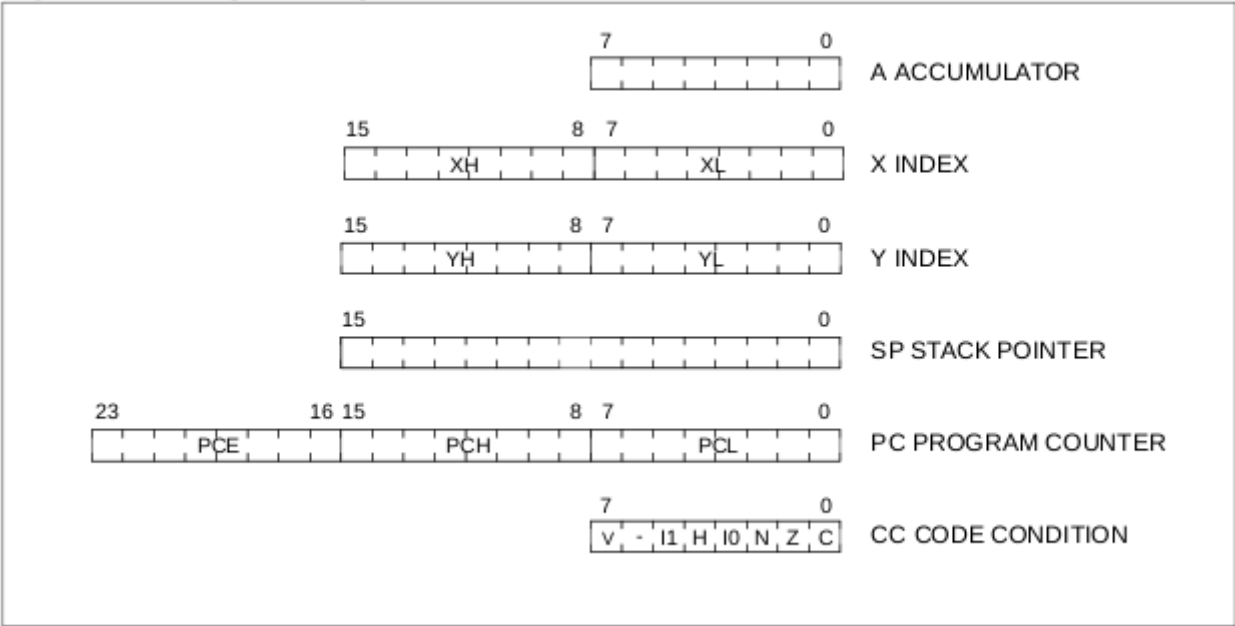 7 0
A ACCUMULATOR
15 8 7 0
XH XL X INDEX
15 8 7 0
YH YL Y INDEX
15 0
SP STACK POINTER
23 16 15 8 7 0
PCE PCH PCL PC PROGRAM COUNTER
7 0
V - I1 H I0 N Z C CC CODE CONDITION